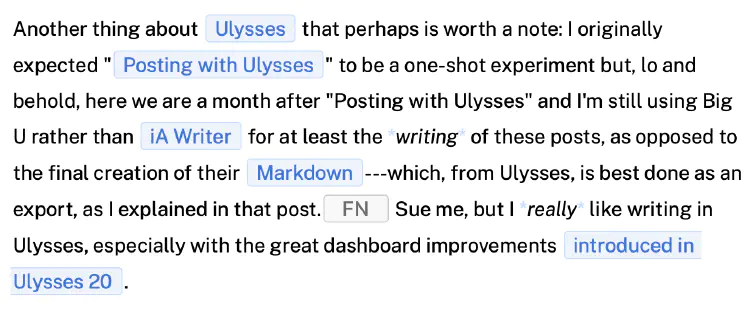 Another thing about Ulysses that perhaps is worth a note: I originally
expected "Posting with Ulysses" to be a one-shot experiment but, lo and
behold, here we are a month after "Posting with Ulysses" and I'm still using Big
U rather than iA Writer for at least the *writing* of these posts, as opposed to
the final creation of their Markdown---which, from Ulysses, is best done as an
export, as I explained in that post. FN Sue me, but I *really* like writing in
Ulysses, especially with the great dashboard improvements introduced in
Ulysses 20.